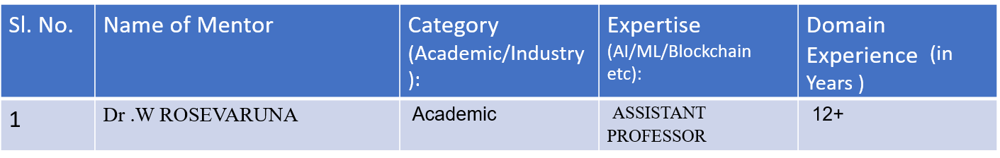 Sl. No.
Name of Mentor
Category
(Academic/Industry
):
Expertise
(AI/ML/Blockchain
etc):
Domain
Experience (in
Years )
1
Dr .W ROSEVARUNA
Academic
ASSISTANT
PROFESSOR
12+